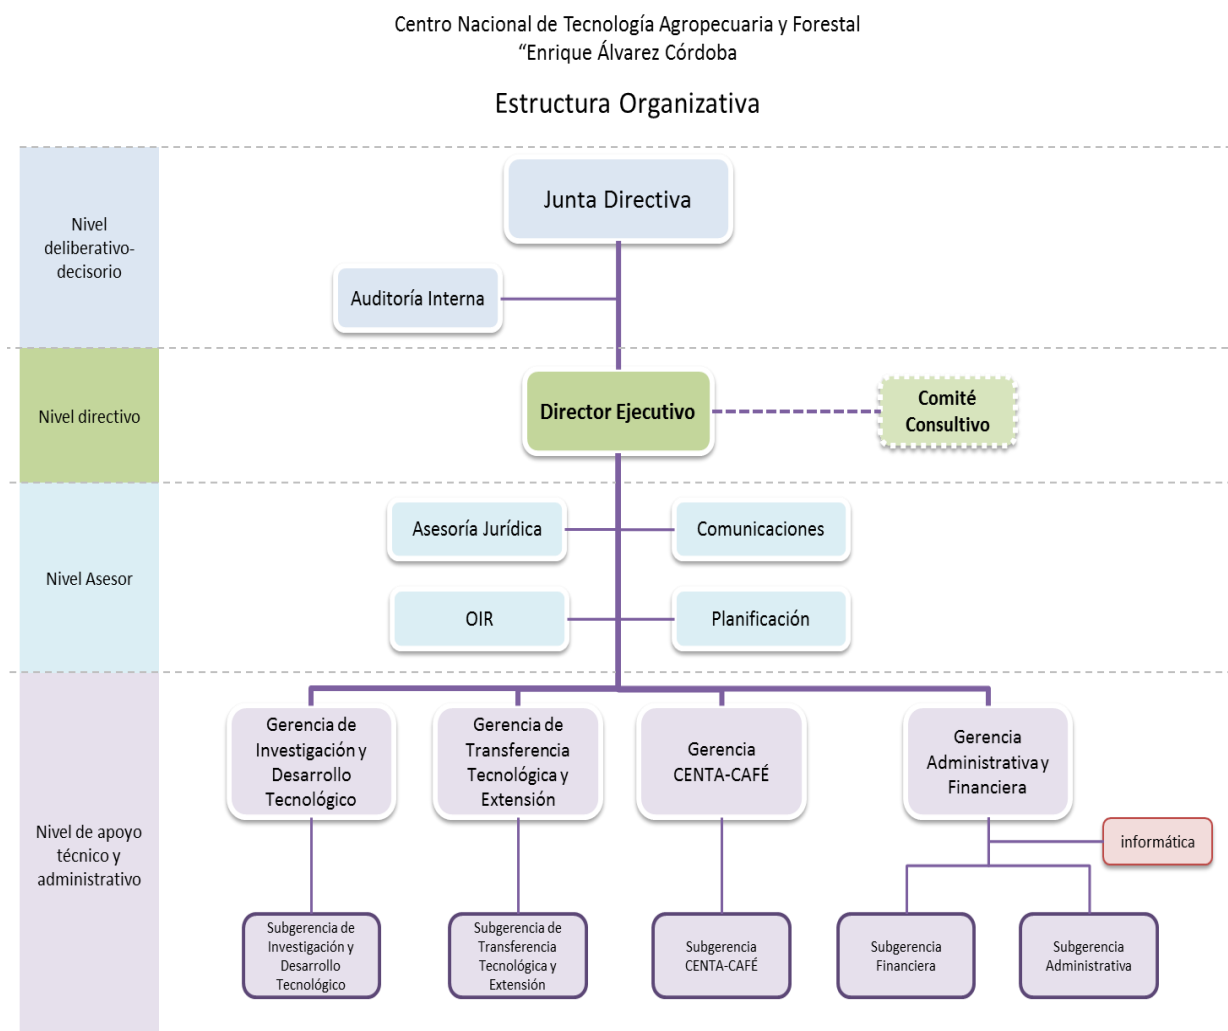 Centro Nacional de Tecnología Agropecuaria y Forestal
“Enrique Álvarez Córdoba
Estructura Organizativa
Nivel
deliberativo-
decisorio
Junta Directiva
Auditoría Interna
Nivel directivo
Director Ejecutivo
Comité
Consultivo
Nivel Asesor
Asesoría Jurídica
Comunicaciones
OIR
Planificación
Nivel de apoyo
técnico y
administrativo
Gerencia de
Investigación y
Desarrollo
Tecnológico
Gerencia de
Transferencia
Tecnológica y
Extensión
Gerencia
CENTA-CAFÉ
Gerencia
Administrativa y
Financiera
informática
Subgerencia de
Investigación y
Desarrollo
Tecnológico
Subgerencia de
Transferencia
Tecnológica y
Extensión
Subgerencia
CENTA-CAFÉ
Subgerencia
Financiera
Subgerencia
Administrativa